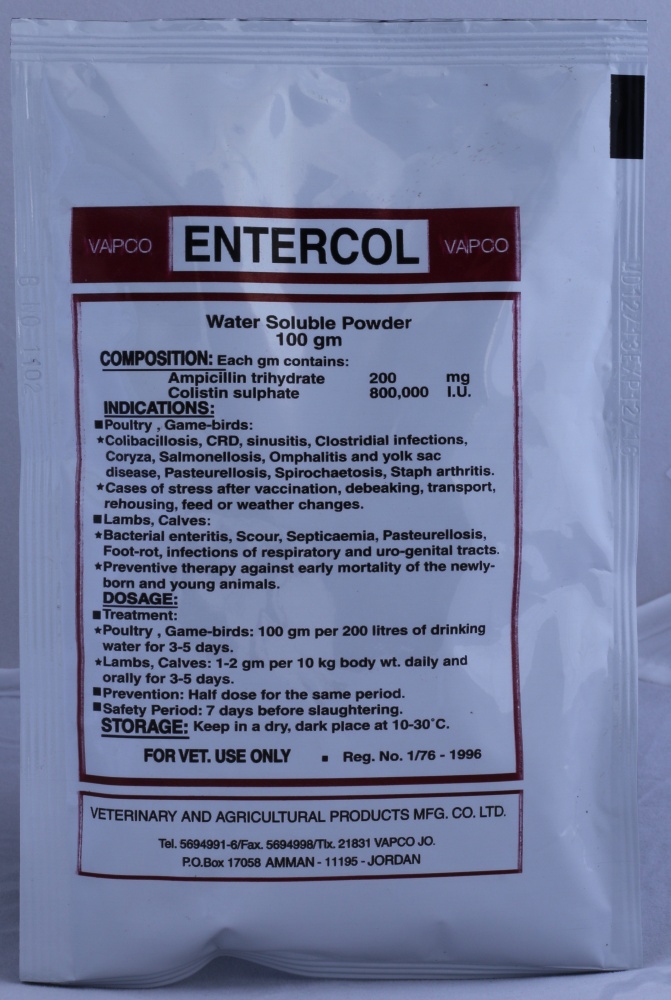 VAPCO ENTERCOL VAPCO
Water Soluble Powder
100 gm
COMPOSITION: Each gm contains:
Ampicillin trihydrate 200 mg
Colistin sulphate 800,000 I.U.
INDICATIONS:
■Poultry , Game-birds:
★Colibacillosis, CRD, sinusitis, Clostridial infections,
Coryza, Salmonellosis, Omphalitis and yolk sac
disease, Pasteurellosis, Spirochaetosis, Staph arthritis.
★Cases of stress after vaccination, debeaking, transport,
rehousing, feed or weather changes.
■Lambs, Calves:
★Bacterial enteritis, Scour, Septicaemia, Pasteurellosis,
Foot-rot, infections of respiratory and uro-genital tracts.
★Preventive therapy against early mortality of the newly-
born and young animals.
DOSAGE:
■Treatment:
★Poultry , Game-birds: 100 gm per 200 litres of drinking
water for 3-5 days.
★Lambs, Calves: 1-2 gm per 10 kg body wt. daily and
orally for 3-5 days.
■Prevention: Half dose for the same period.
■Safety Period: 7 days before slaughtering.
STORAGE: Keep in a dry, dark place at 10-30°C.
FOR VET. USE ONLY ■ Reg. No. 1/76 - 1996
VETERINARY AND AGRICULTURAL PRODUCTS MFG. CO. LTD.
Tel. 5694991-6/Fax. 5694998/Tlx. 21831 VAPCO JO.
P.O.Box 17058 AMMAN - 11195 - JORDAN